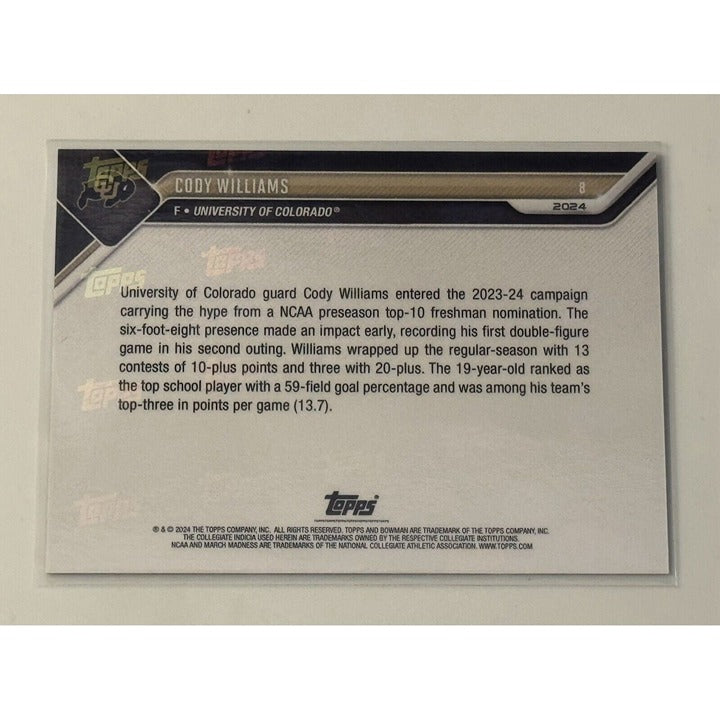 Topps
CU
CODY WILLIAMS
8
F • UNIVERSITY OF COLORADO®
2024
Topps
Topps
University of Colorado guard Cody Williams entered the 2023-24 campaign
carrying the hype from a NCAA preseason top-10 freshman nomination. The
six-foot-eight presence made an impact early, recording his first double-figure
game in his second outing. Williams wrapped up the regular-season with 13
contests of 10-plus points and three with 20-plus. The 19-year-old ranked as
the top school player with a 59-field goal percentage and was among his team's
top-three in points per game (13.7).
Topps
Topps
Topps
® & © 2024 THE TOPPS COMPANY, INC. ALL RIGHTS RESERVED. TOPPS AND BOWMAN ARE TRADEMARK OF THE TOPPS COMPANY, INC.
THE COLLEGIATE INDICIA USED HEREIN ARE TRADEMARKS OWNED BY THE RESPECTIVE COLLEGIATE INSTITUTIONS.
NCAA AND MARCH MADNESS ARE TRADEMARKS OF THE NATIONAL COLLEGIATE ATHLETIC ASSOCIATION. WWW.TOPPS.COM